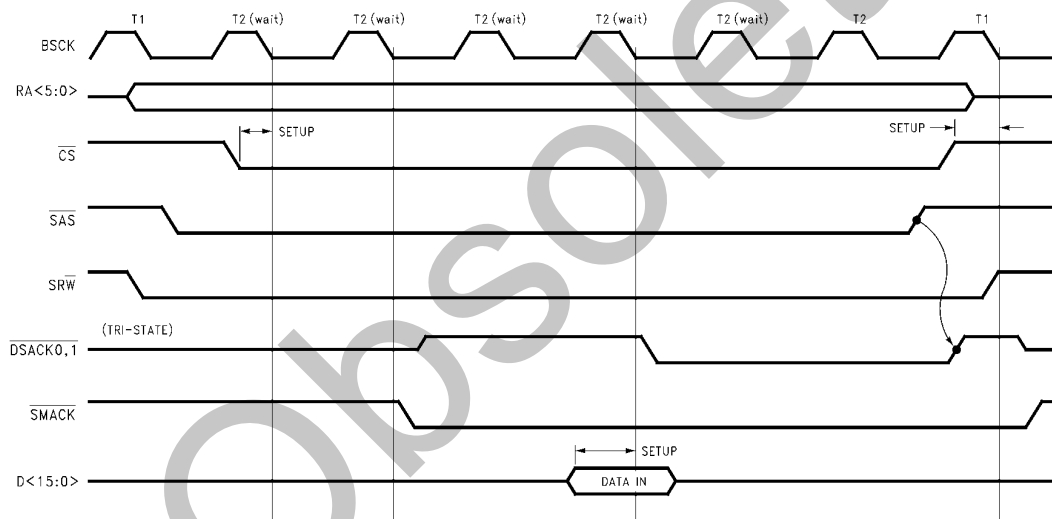 T1 T2 (wait) T2 (wait) T2 (wait) T2 (wait) T2 (wait) T2 T1
BSCK
RA<5:0>
SETUP SETUP
CS
SAS
SRW
(TRI-STATE)
DSACK0,1
SMACK
SETUP
D<15:0> DATA IN
Obsolete